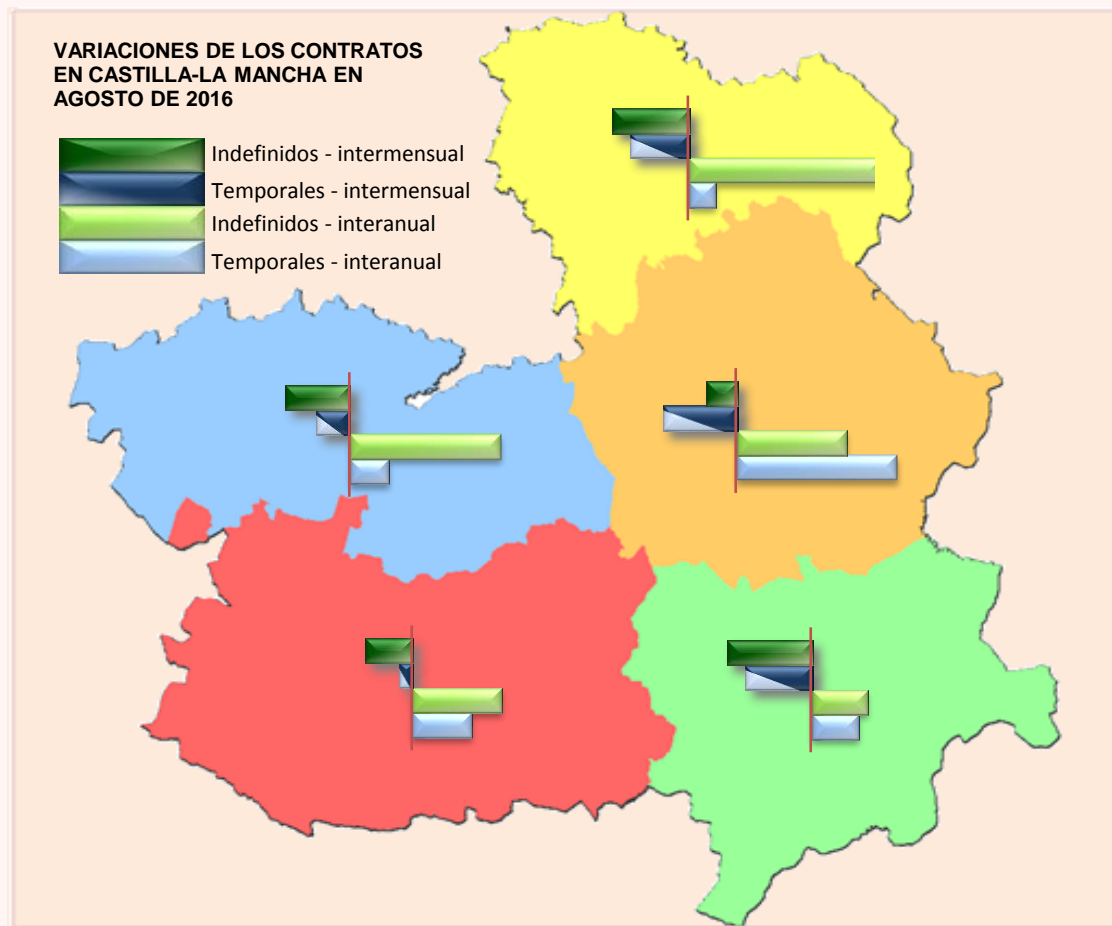 VARIACIONES DE LOS CONTRATOS
EN CASTILLA-LA MANCHA EN
AGOSTO DE 2016
Indefinidos - intermensual
Temporales - intermensual
Indefinidos - interanual
Temporales - interanual